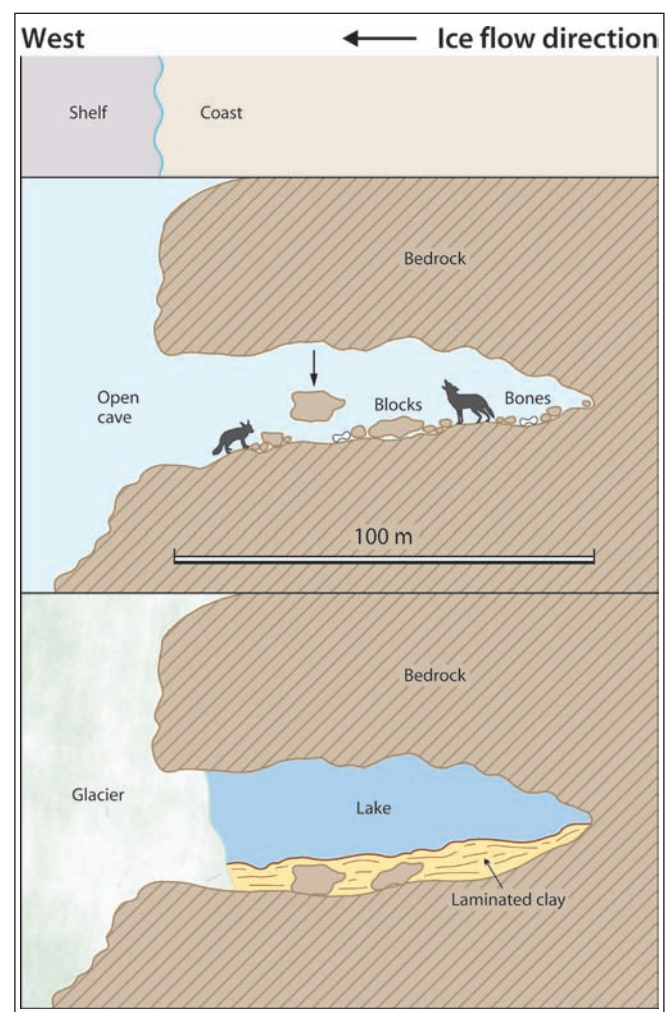 West
Ice flow direction
Shelf
Coast
Bedrock
Open
cave
Blocks
Bones
100 m
Bedrock
Glacier
Lake
Laminated clay